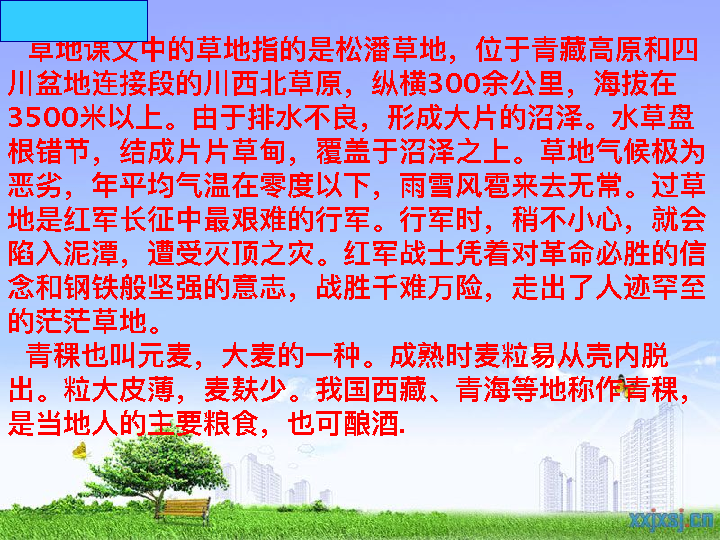 草地课文中的草地指的是松潘草地，位于青藏高原和四
川盆地连接段的川西北草原，纵横300余公里，海拔在
3500米以上。由于排水不良，形成大片的沼泽。水草盘
根错节，结成片片草甸，覆盖于沼泽之上。草地气候极为
恶劣，年平均气温在零度以下，雨雪风雹来去无常。过草
地是红军长征中最艰难的行军。行军时，稍不小心，就会
陷入泥潭，遭受灭顶之灾。红军战士凭着对革命必胜的信
念和钢铁般坚强的意志，战胜千难万险，走出了人迹罕至
的茫茫草地。
青稞也叫元麦，大麦的一种。成熟时麦粒易从壳内脱
出。粒大皮薄，麦麸少。我国西藏、青海等地称作青稞，
是当地人的主要粮食，也可酿酒.
xxjxsj.cn